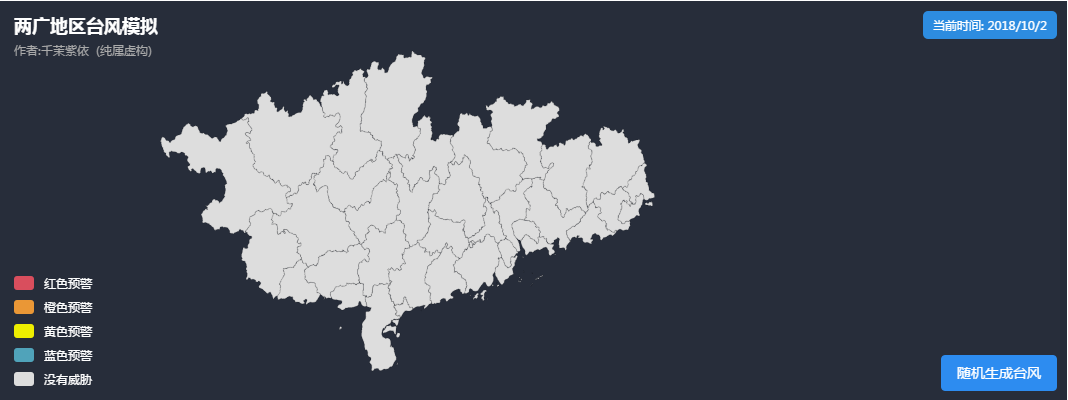 两广地区台风模拟
作者:千茉紫依 (纯属虚构)
当前时间: 2018/10/2
红色预警
橙色预警
黄色预警
蓝色预警
没有威胁
随机生成台风